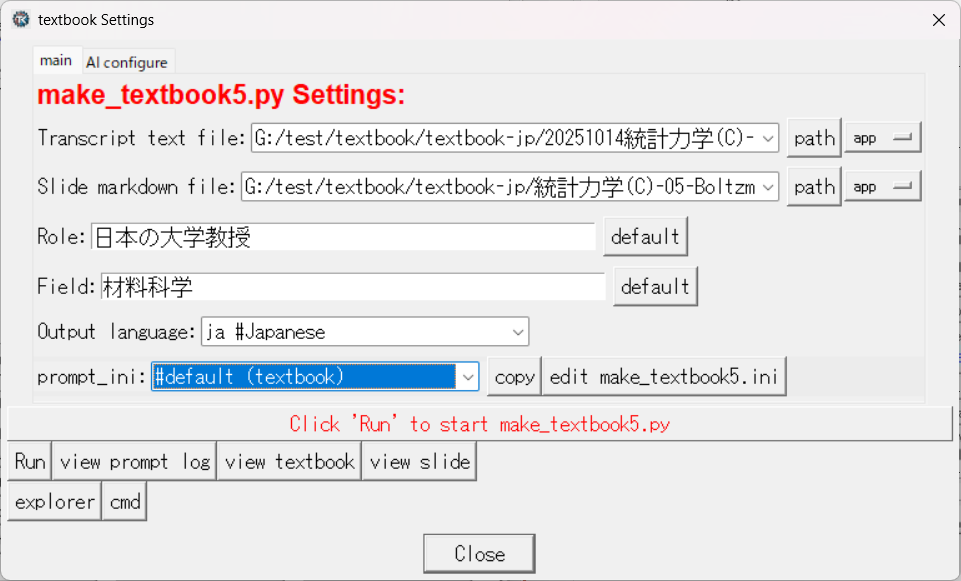 textbook Settings
main AI configure
make_textbook5.py Settings:
Transcript text file: G:/test/textbook/textbook-jp/20251014統計力学(C)- path app
Slide markdown file: G:/test/textbook/textbook-jp/統計力学(C)-05-Boltzm path app
Role: 日本の大学教授 default
Field: 材料科学 default
Output language: ja #Japanese
prompt_ini: #default (textbook) copy edit make_textbook5.ini
Click 'Run' to start make_textbook5.py
Run view prompt log view textbook view slide
explorer cmd
Close